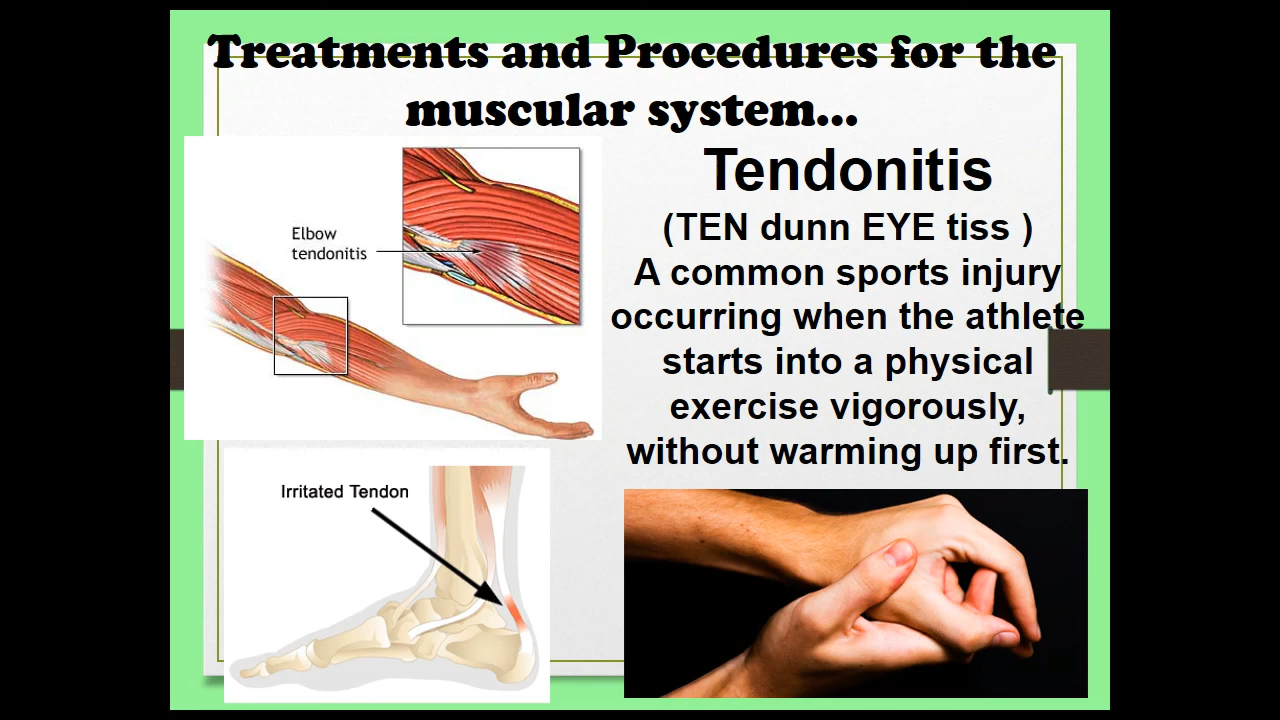 Treatments and Procedures for the
muscular system...
Tendonitis
(TEN dunn EYE tiss )
A common sports injury
occurring when the athlete
starts into a physical
exercise vigorously,
without warming up first.
Elbow
tendonitis
Irritated Tendon